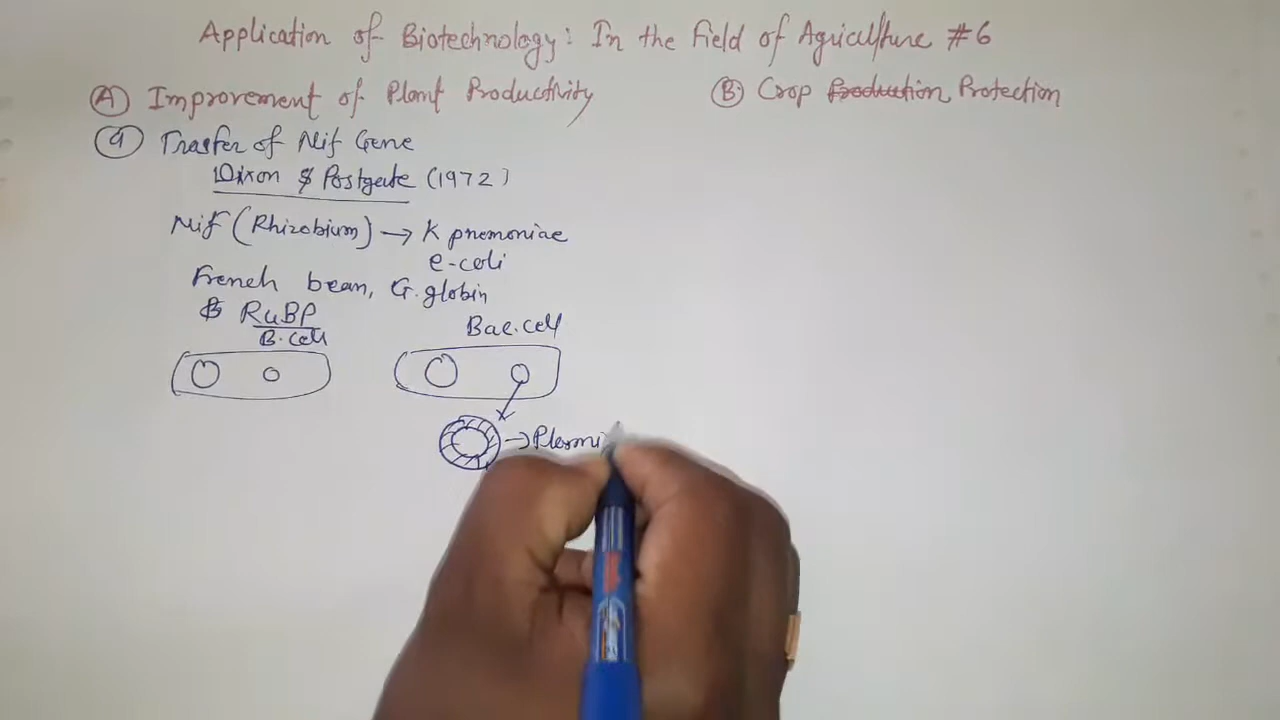 Application of Biotechnology: In the field of Agriculture #6
(A) Improvement of Plant Productivity
(B) Crop Production Protection
(a) Trasfer of Nif Gene
Dixon $ Postgate (1972)
Nif (Rhizobium) → K pnemoniae
e-coli
French bean, G. globin
$ RuBP
B. Cell
Bac. cell
→ Plasmi